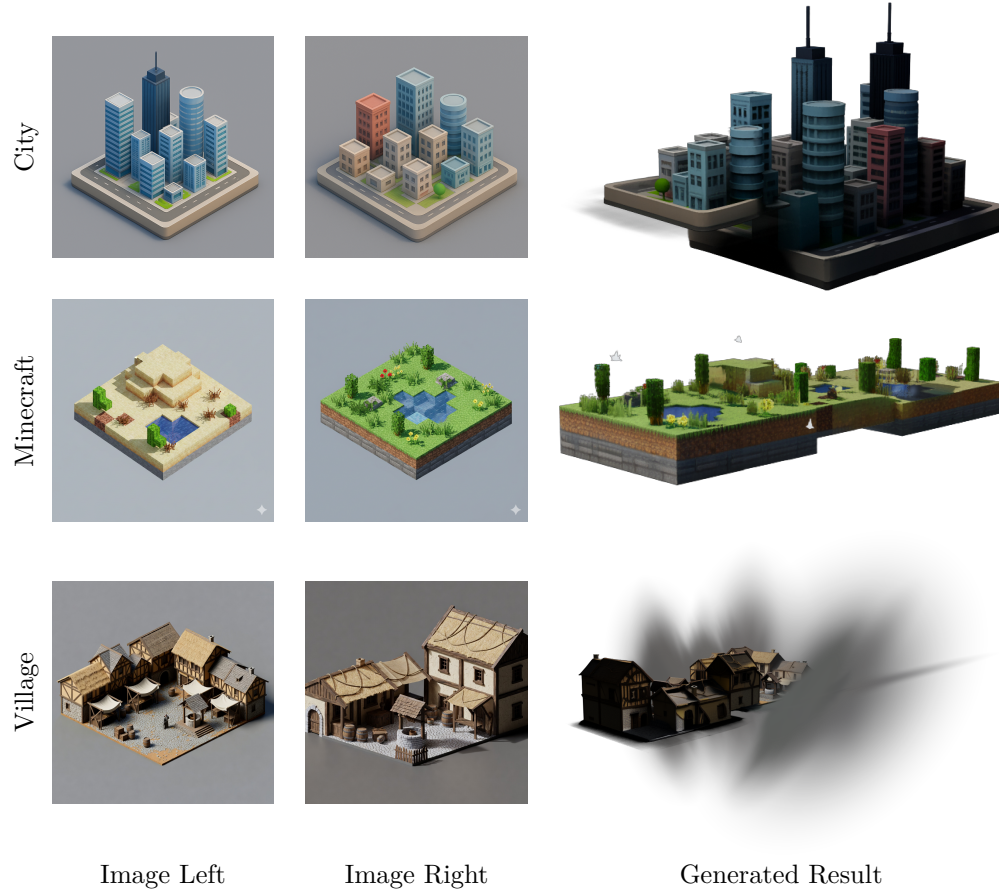 City
Minecraft
Village
Image Left
Image Right
Generated Result